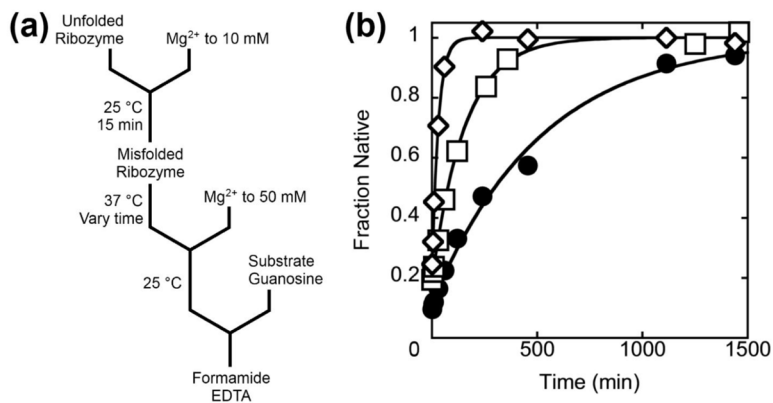 (a)
Unfolded
Ribozyme
Mg²⁺ to 10 mM
25 °C
15 min
Misfolded
Ribozyme
37 °C
Vary time
Mg²⁺ to 50 mM
25 °C
Substrate
Guanosine
Formamide
EDTA
(b)
Fraction Native
1
0.8
0.6
0.4
0.2
0
500
1000
1500
Time (min)